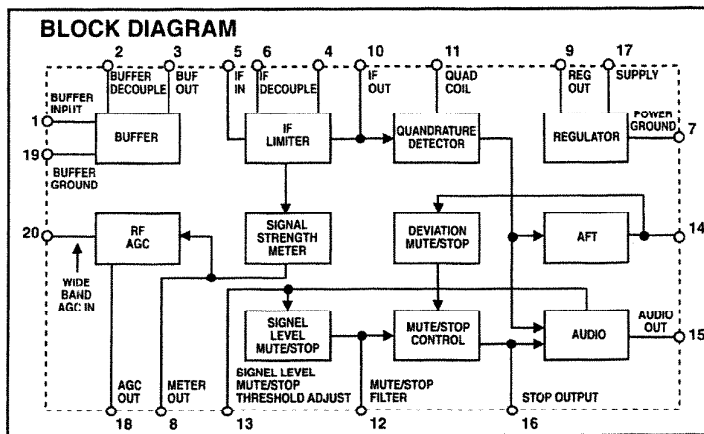 BLOCK DIAGRAM
2 3 5 6 4 10 11 9 17
BUFFER DECOUPLE
BUF OUT
IF IN
IF DECOUPLE
IF OUT
QUAD COIL
REG OUT
SUPPLY
BUFFER INPUT
1
BUFFER
IF LIMITER
QUANDRATURE DETECTOR
REGULATOR
POWER GROUND
7
19
BUFFER GROUND
20
RF AGC
SIGNAL STRENGTH METER
DEVIATION MUTE/STOP
AFT
14
WIDE BAND AGC IN
SIGNEL LEVEL MUTE/STOP
MUTE/STOP CONTROL
AUDIO
AUDIO OUT
15
AGC OUT
METER OUT
SIGNEL LEVEL MUTE/STOP THRESHOLD ADJUST
MUTE/STOP FILTER
STOP OUTPUT
18 8 13 12 16